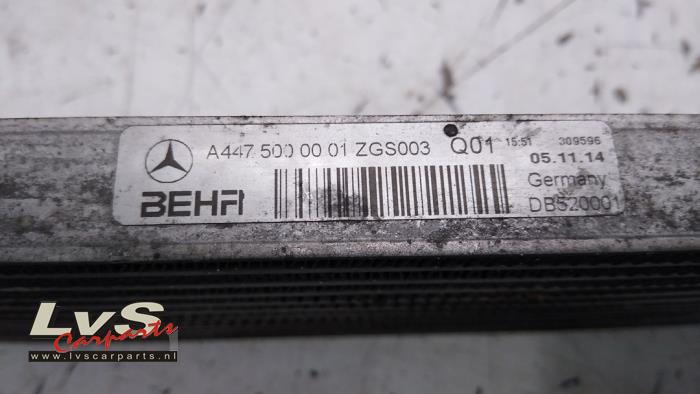 A447 500 00 01 ZGS003 Q01 15:51 309596
05.11.14
BEHR Germany
DBS20001
LvS
Carparts
www.lvscarparts.nl